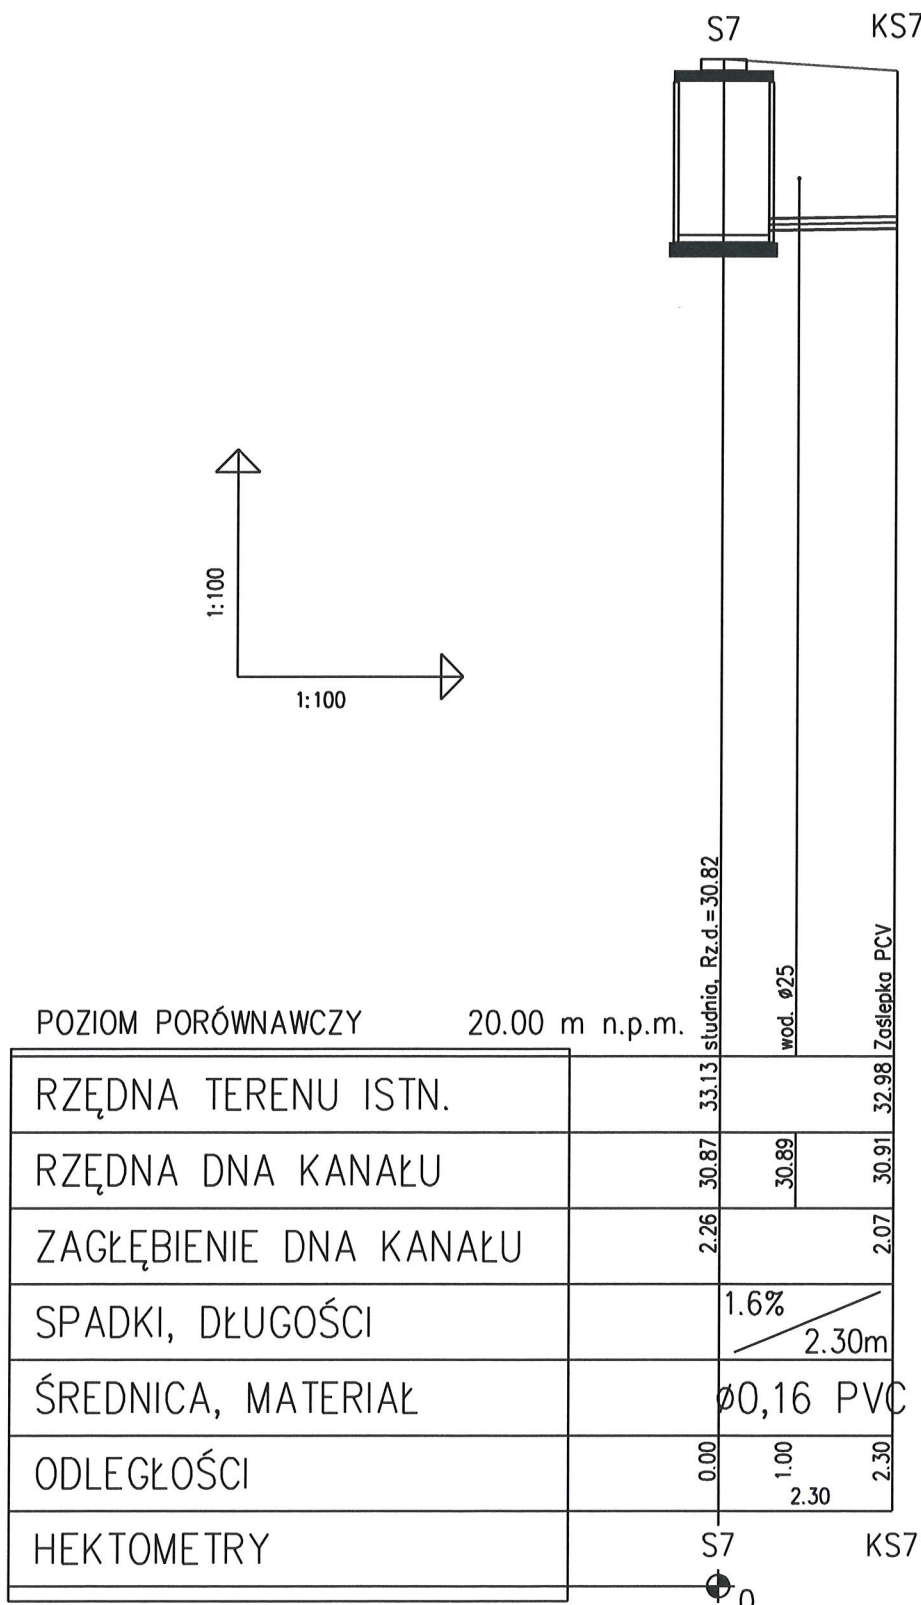 S7 KS7
1:100
1:100
studnia, Rz.d.=30.82
wod. ø25
Zaślepka PCV
POZIOM PORÓWNAWCZY 20.00 m n.p.m.
RZĘDNA TERENU ISTN. 33.13 32.98
RZĘDNA DNA KANAŁU 30.87 30.89 30.91
ZAGŁĘBIENIE DNA KANAŁU 2.26 2.07
SPADKI, DŁUGOŚCI 1.6% 2.30m
ŚREDNICA, MATERIAŁ ø0,16 PVC
ODLEGŁOŚCI 0.00 1.00 2.30
2.30
HEKTOMETRY S7 KS7
0